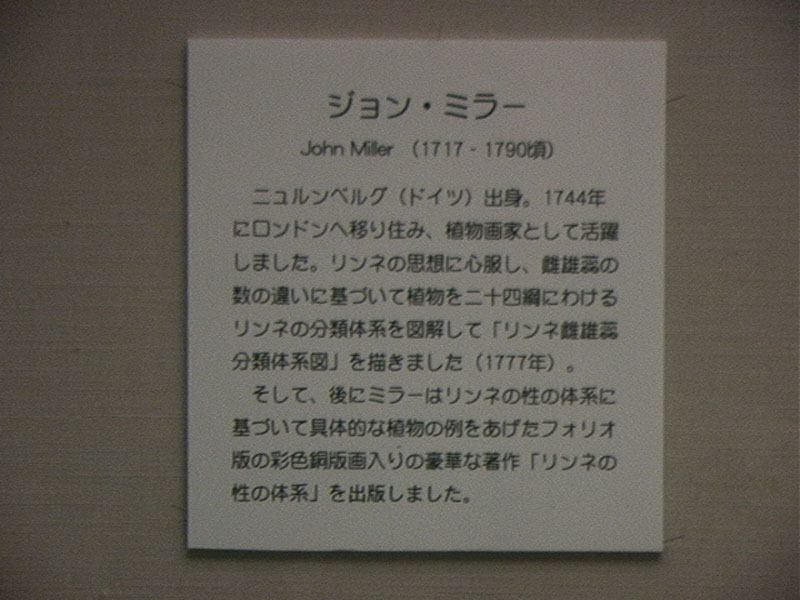 ジョン・ミラー
John Miller （1717 - 1790頃）
ニュルンベルグ（ドイツ）出身。1744年
にロンドンへ移り住み、植物画家として活躍
しました。リンネの思想に心服し、雌雄蕊の
数の違いに基づいて植物を二十四綱にわける
リンネの分類体系を図解して「リンネ雌雄蕊
分類体系図」を描きました（1777年）。
そして、後にミラーはリンネの性の体系に
基づいて具体的な植物の例をあげたフォリオ
版の彩色銅版画入りの豪華な著作「リンネの
性の体系」を出版しました。